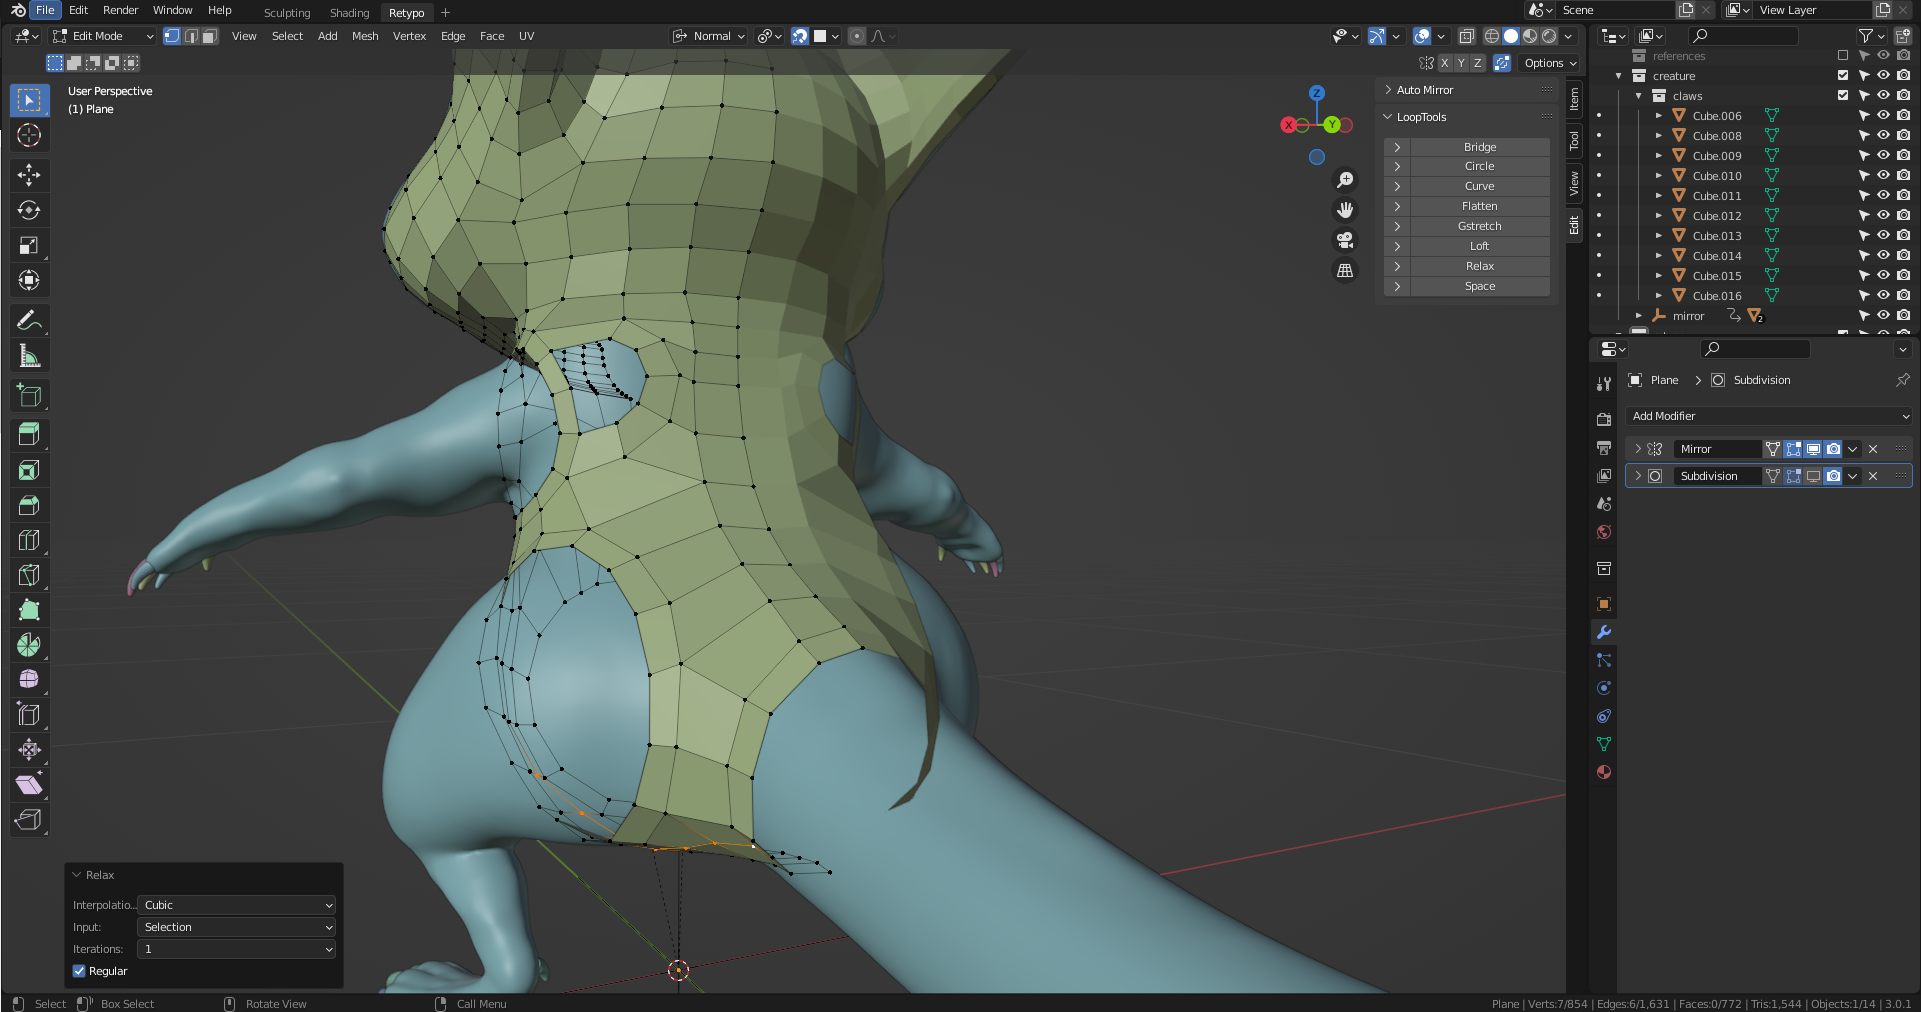 File Edit Render Window Help Sculpting Shading Retypo + Scene View Layer
Edit Mode View Select Add Mesh Vertex Edge Face UV Normal
X Y Z Options
User Perspective
(1) Plane
Z
X
Y
Auto Mirror
LoopTools
Bridge
Circle
Curve
Flatten
Gstretch
Loft
Relax
Space
Item
Tool
View
Edit
references
creature
claws
Cube.006
Cube.008
Cube.009
Cube.010
Cube.011
Cube.012
Cube.013
Cube.014
Cube.015
Cube.016
mirror 2
Plane Subdivision
Add Modifier
Mirror
Subdivision
Relax
Interpolatio... Cubic
Input: Selection
Iterations: 1
Regular
Select Box Select Rotate View Call Menu Plane | Verts:7/854 | Edges:6/1,631 | Faces:0/772 | Tris:1,544 | Objects:1/14 | 3.0.1